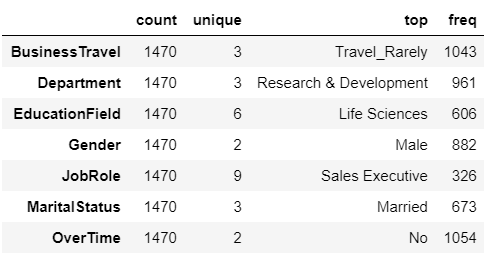 count unique top freq
BusinessTravel 1470 3 Travel_Rarely 1043
Department 1470 3 Research & Development 961
EducationField 1470 6 Life Sciences 606
Gender 1470 2 Male 882
JobRole 1470 9 Sales Executive 326
MaritalStatus 1470 3 Married 673
OverTime 1470 2 No 1054